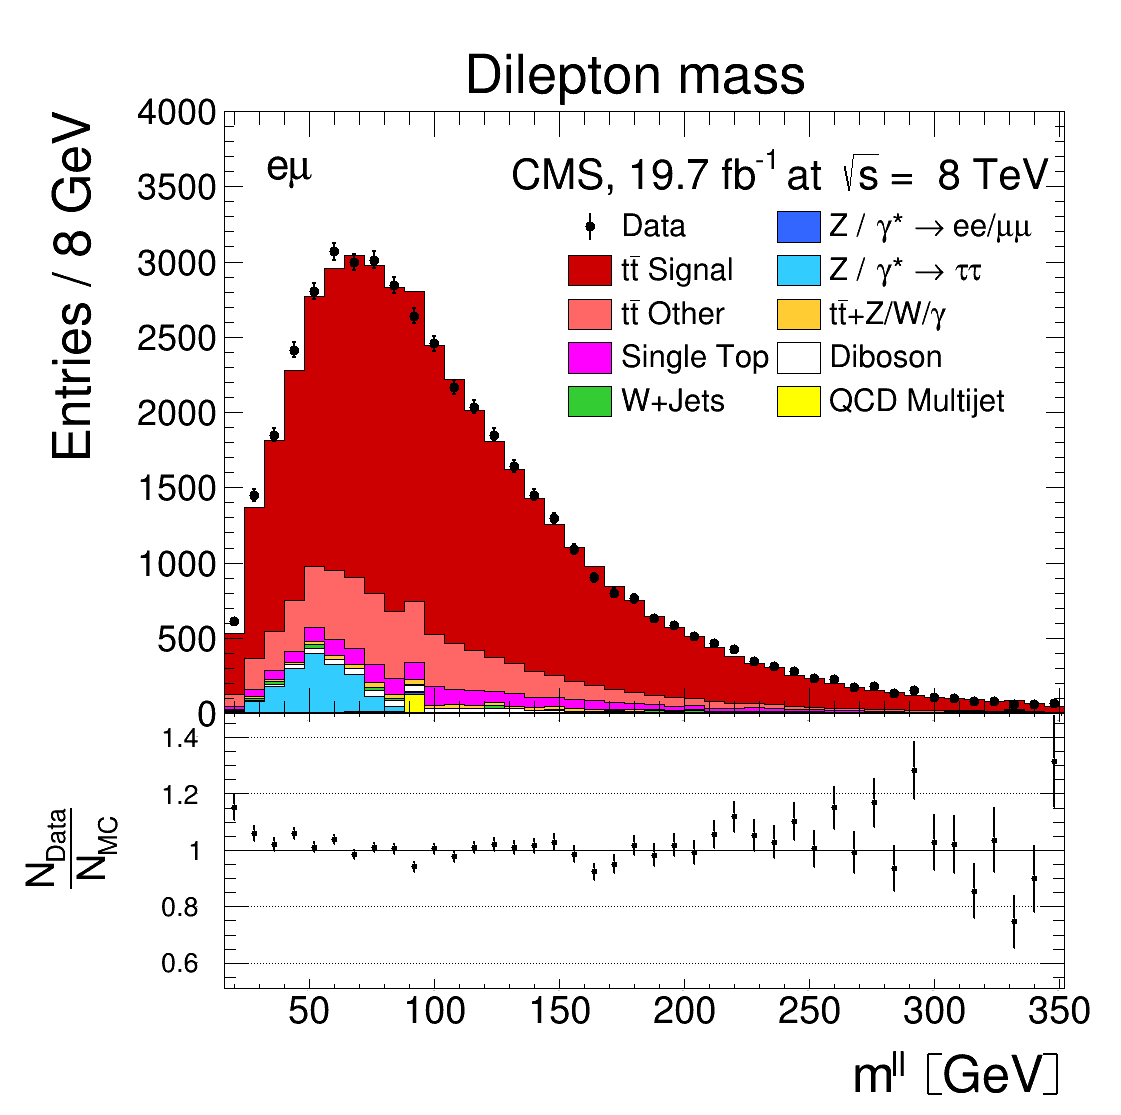 Dilepton mass
Entries / 8 GeV
4000
3500
3000
2500
2000
1500
1000
500
0
eμ
CMS, 19.7 fb⁻¹ at √s = 8 TeV
Data
tt̄ Signal
tt̄ Other
Single Top
W+Jets
Z / γ* → ee/μμ
Z / γ* → ττ
tt̄+Z/W/γ
Diboson
QCD Multijet
N_Data
N_MC
1.4
1.2
1
0.8
0.6
50 100 150 200 250 300 350
m^ll [GeV]